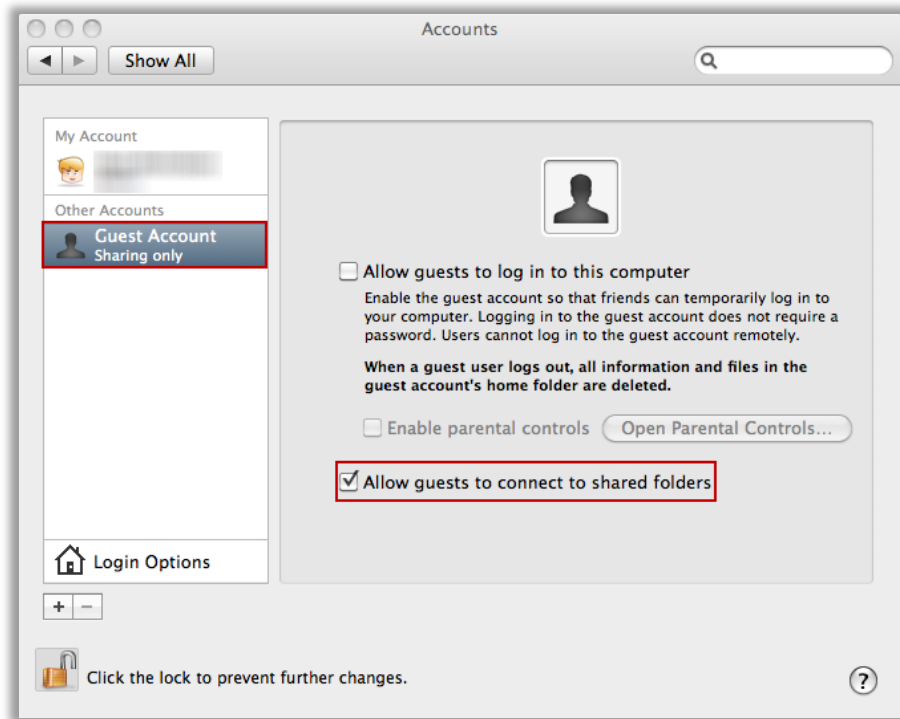 Accounts
Show All
My Account
Other Accounts
Guest Account
Sharing only
Allow guests to log in to this computer
Enable the guest account so that friends can temporarily log in to
your computer. Logging in to the guest account does not require a
password. Users cannot log in to the guest account remotely.
When a guest user logs out, all information and files in the
guest account's home folder are deleted.
Enable parental controls Open Parental Controls...
Allow guests to connect to shared folders
Login Options
+ −
Click the lock to prevent further changes.
?